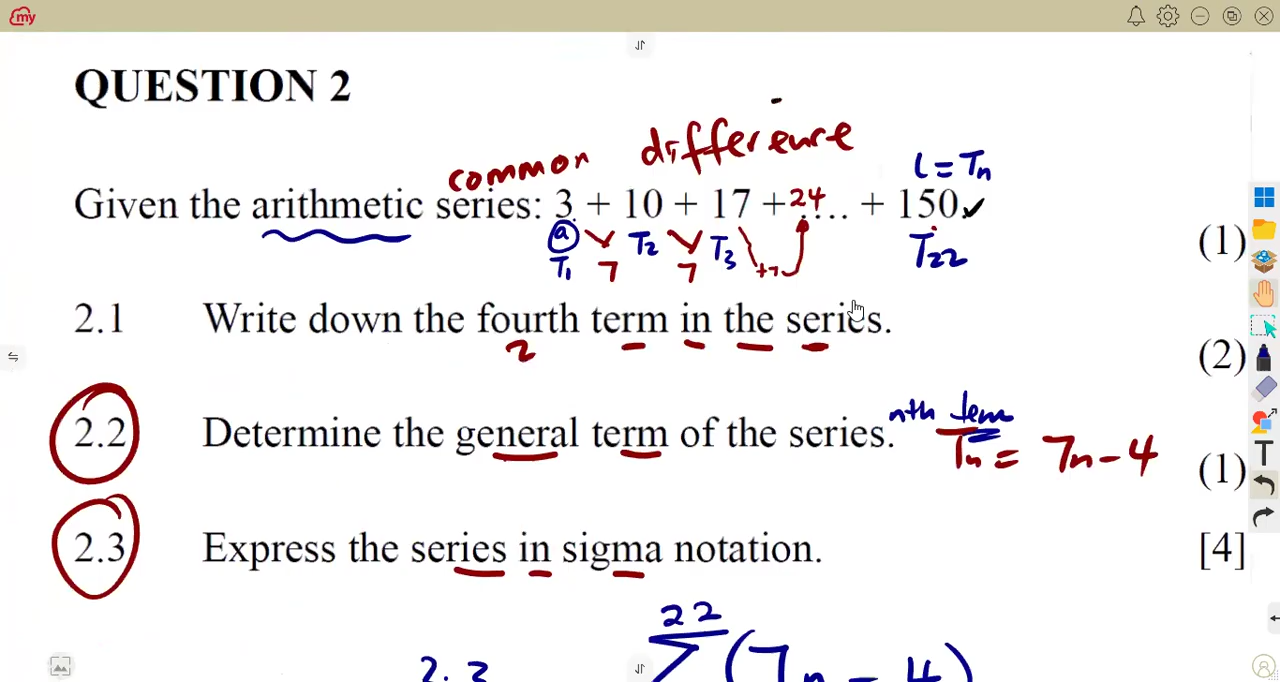 my
QUESTION 2
common difference
l = Tn
Given the arithmetic series: 3 + 10 + 17 + 24 .... + 150 ✓
a T2 T3 T22
T1 7 7 +7
(1)
2.1 Write down the fourth term in the series.
2
(2)
nth term
2.2 Determine the general term of the series. Tn = 7n - 4
(1)
2.3 Express the series in sigma notation. [4]
22
2.3 ∑ (7n - 4)
T